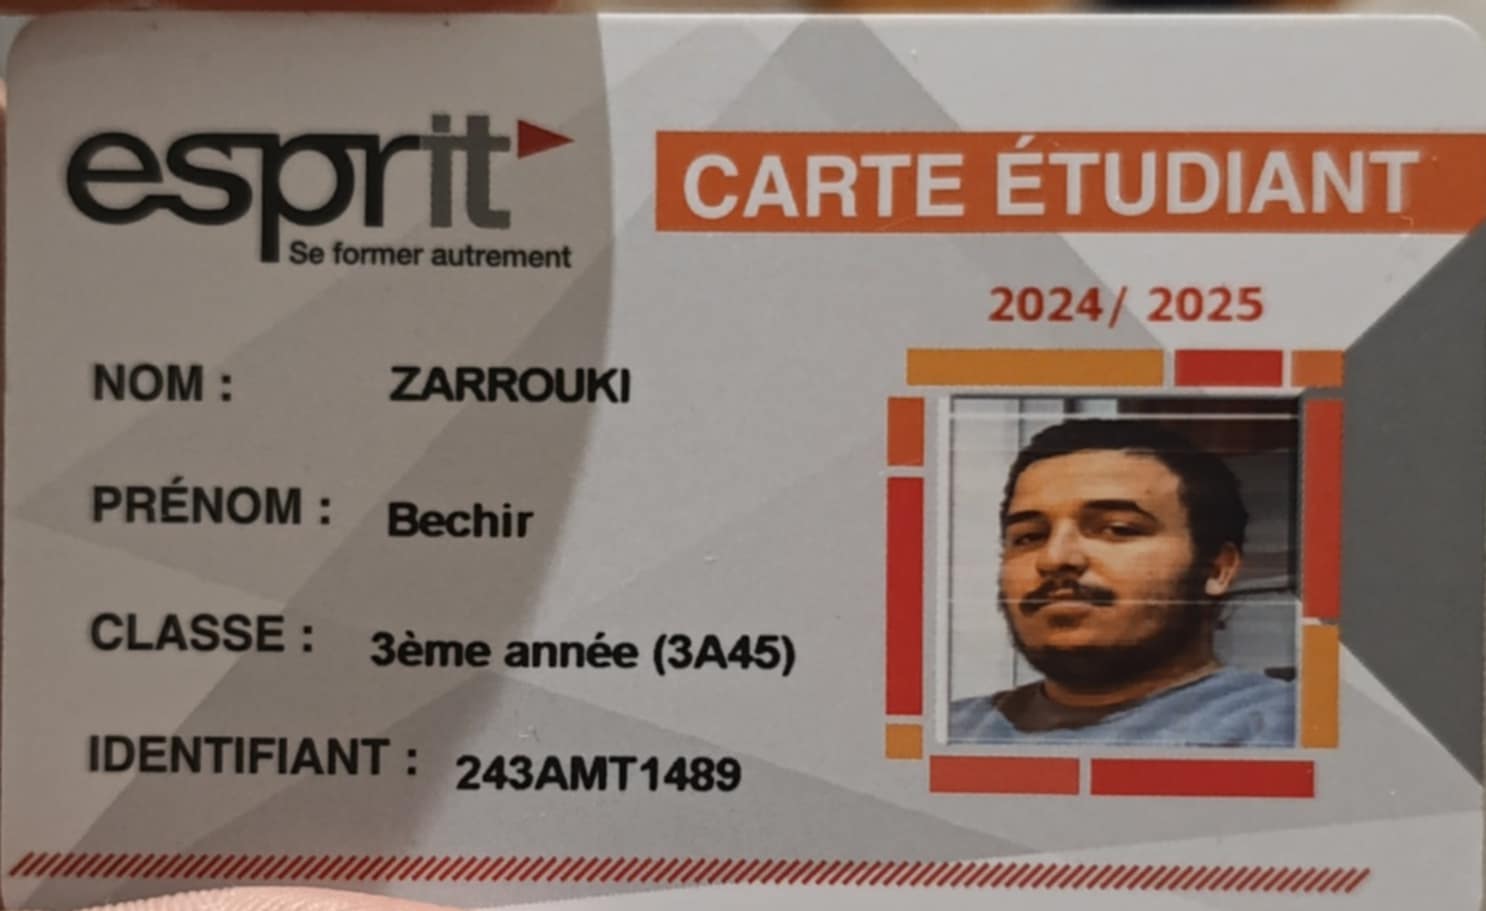 esprit
Se former autrement
CARTE ÉTUDIANT
2024/ 2025
NOM : ZARROUKI
PRÉNOM : Bechir
CLASSE : 3ème année (3A45)
IDENTIFIANT : 243AMT1489